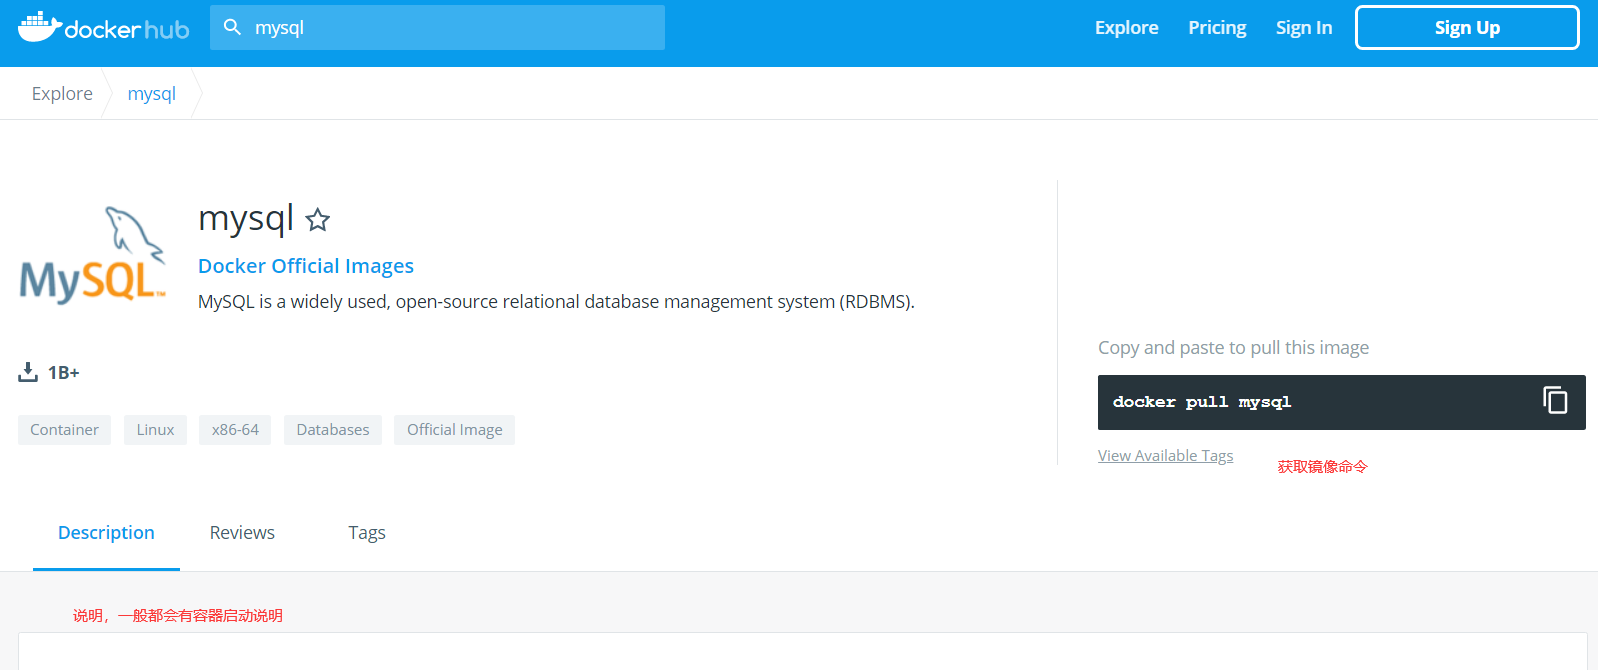 docker hub
mysql
Explore
Pricing
Sign In
Sign Up
Explore
mysql
MySQL™
mysql
Docker Official Images
MySQL is a widely used, open-source relational database management system (RDBMS).
1B+
Container
Linux
x86-64
Databases
Official Image
Copy and paste to pull this image
docker pull mysql
View Available Tags
获取镜像命令
Description
Reviews
Tags
说明，一般都会有容器启动说明